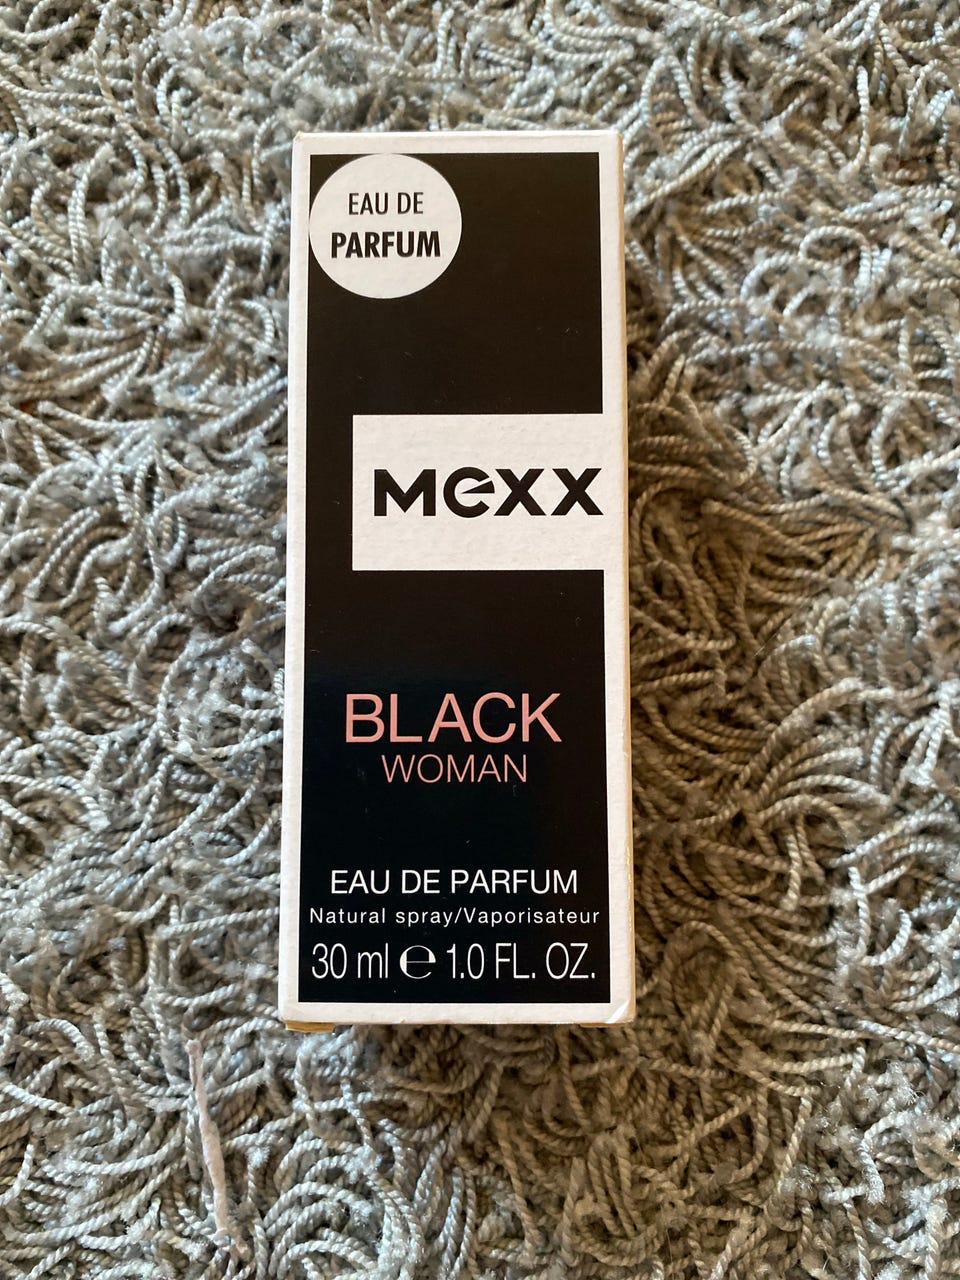 EAU DE
PARFUM
mexx
BLACK
WOMAN
EAU DE PARFUM
Natural spray/Vaporisateur
30 ml ℮ 1.0 FL. OZ.